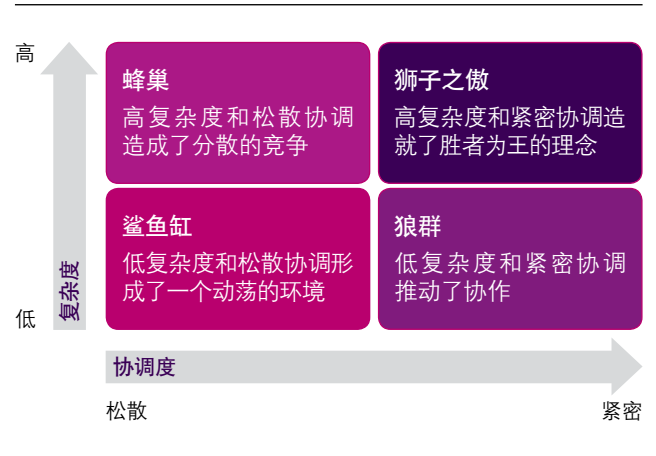 高
蜂巢
高复杂度和松散协调
造成了分散的竞争
狮子之傲
高复杂度和紧密协调造
就了胜者为王的理念
鲨鱼缸
低复杂度和松散协调形
成了一个动荡的环境
狼群
低复杂度和紧密协调
推动了协作
复杂度
低
协调度
松散
紧密